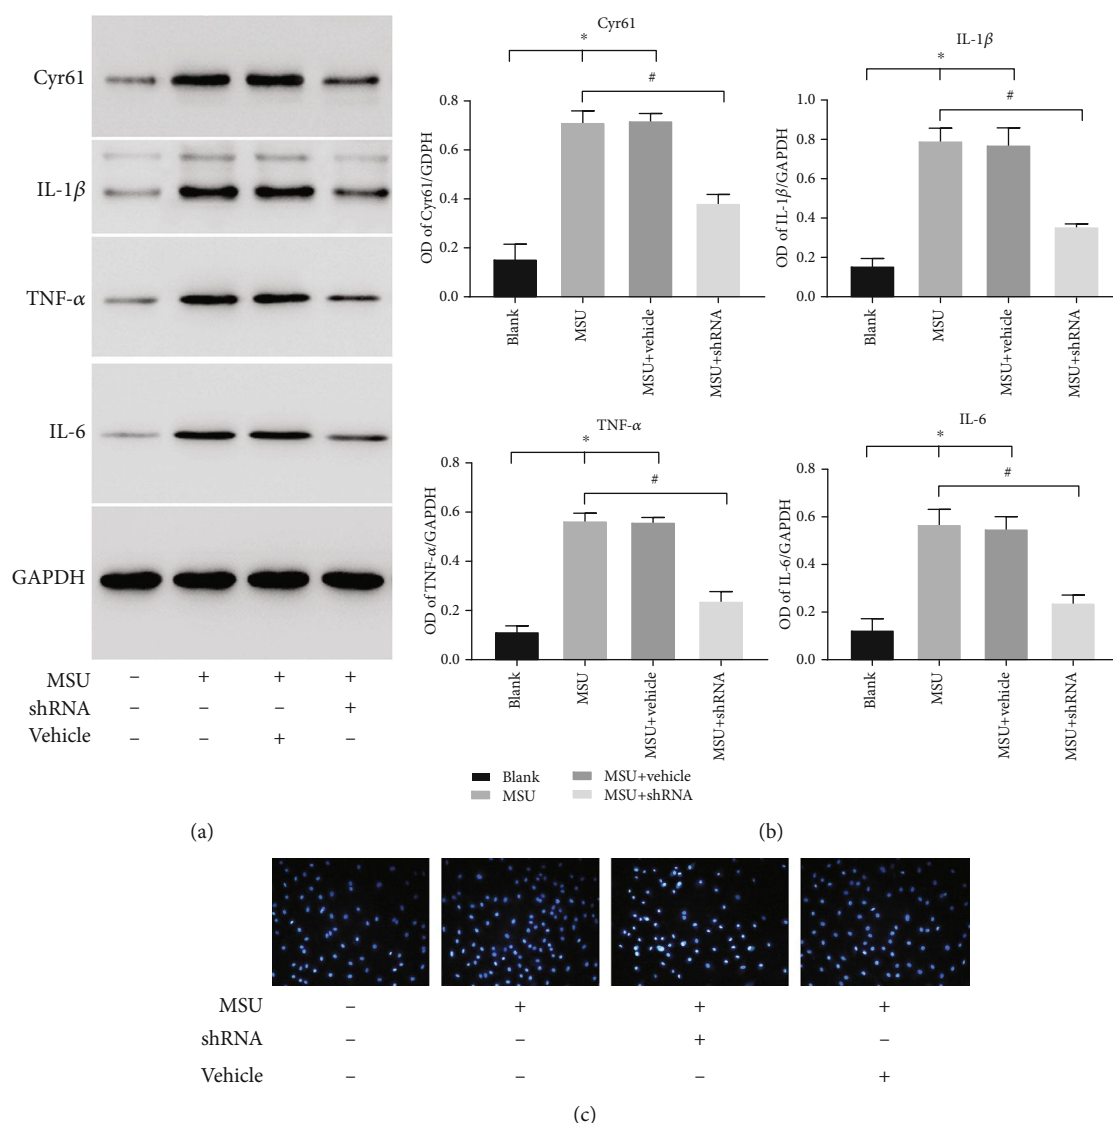 Cyr61
IL-1β
TNF-α
IL-6
GAPDH
MSU – + + +
shRNA – – – +
Vehicle – – + –
(a)
Cyr61
*
#
OD of Cyr61/GDPH
0.8
0.6
0.4
0.2
0.0
Blank
MSU
MSU+vehicle
MSU+shRNA
IL-1β
*
#
OD of IL-1β/GAPDH
1.0
0.8
0.6
0.4
0.2
0.0
Blank
MSU
MSU+vehicle
MSU+shRNA
TNF-α
*
#
OD of TNF-α/GAPDH
0.8
0.6
0.4
0.2
0.0
Blank
MSU
MSU+vehicle
MSU+shRNA
IL-6
*
#
OD of IL-6/GAPDH
0.8
0.6
0.4
0.2
0.0
Blank
MSU
MSU+vehicle
MSU+shRNA
Blank
MSU
MSU+vehicle
MSU+shRNA
(b)
MSU – + + +
shRNA – – + –
Vehicle – – – +
(c)